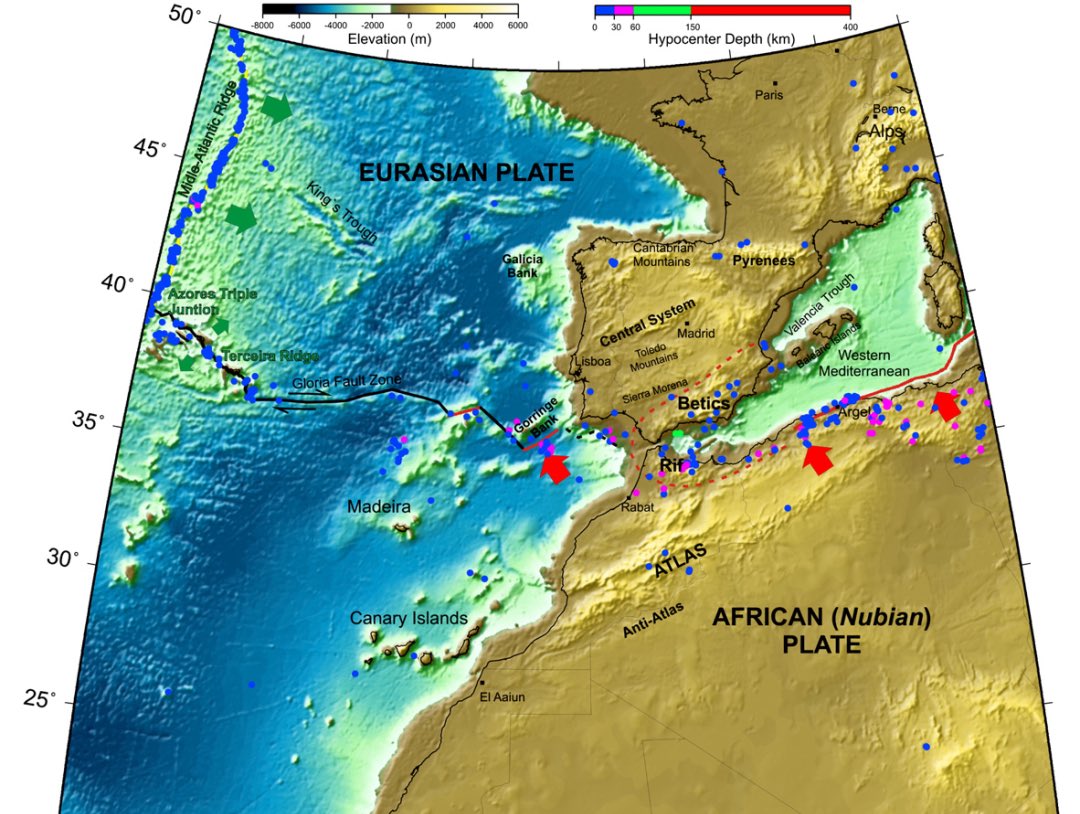 50°
-8000 -6000 -4000 -2000 0 2000 4000 6000
Elevation (m)
0 30 60 150 400
Hypocenter Depth (km)
Paris
Berne
Alps
Midle-Atlantic Ridge
45°
EURASIAN PLATE
King´s Trough
Galicia
Bank
Cantabrian
Mountains
Pyrenees
40°
Azores Triple
Juntion
Central System
Madrid
Valencia Trough
Balearic Islands
Terceira Ridge
Lisboa
Toledo
Mountains
Western
Mediterranean
Gloria Fault Zone
Sierra Morena
Betics
Argel
35°
Gorringe
Bank
Rif
Madeira
Rabat
30°
ATLAS
Canary Islands
Anti-Atlas
AFRICAN (Nubian)
PLATE
25°
El Aaiun